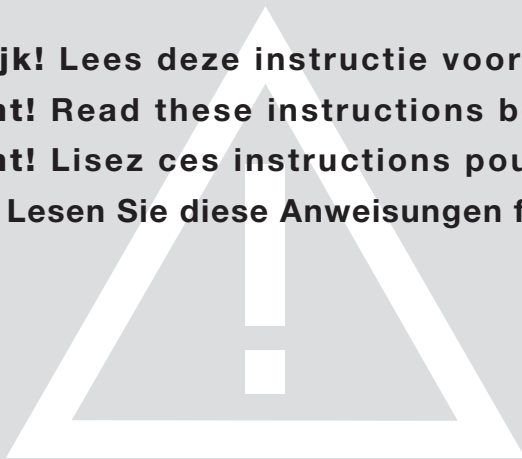 jk! Lees deze instructie voor
nt! Read these instructions b
nt! Lisez ces instructions pou
Lesen Sie diese Anweisungen f